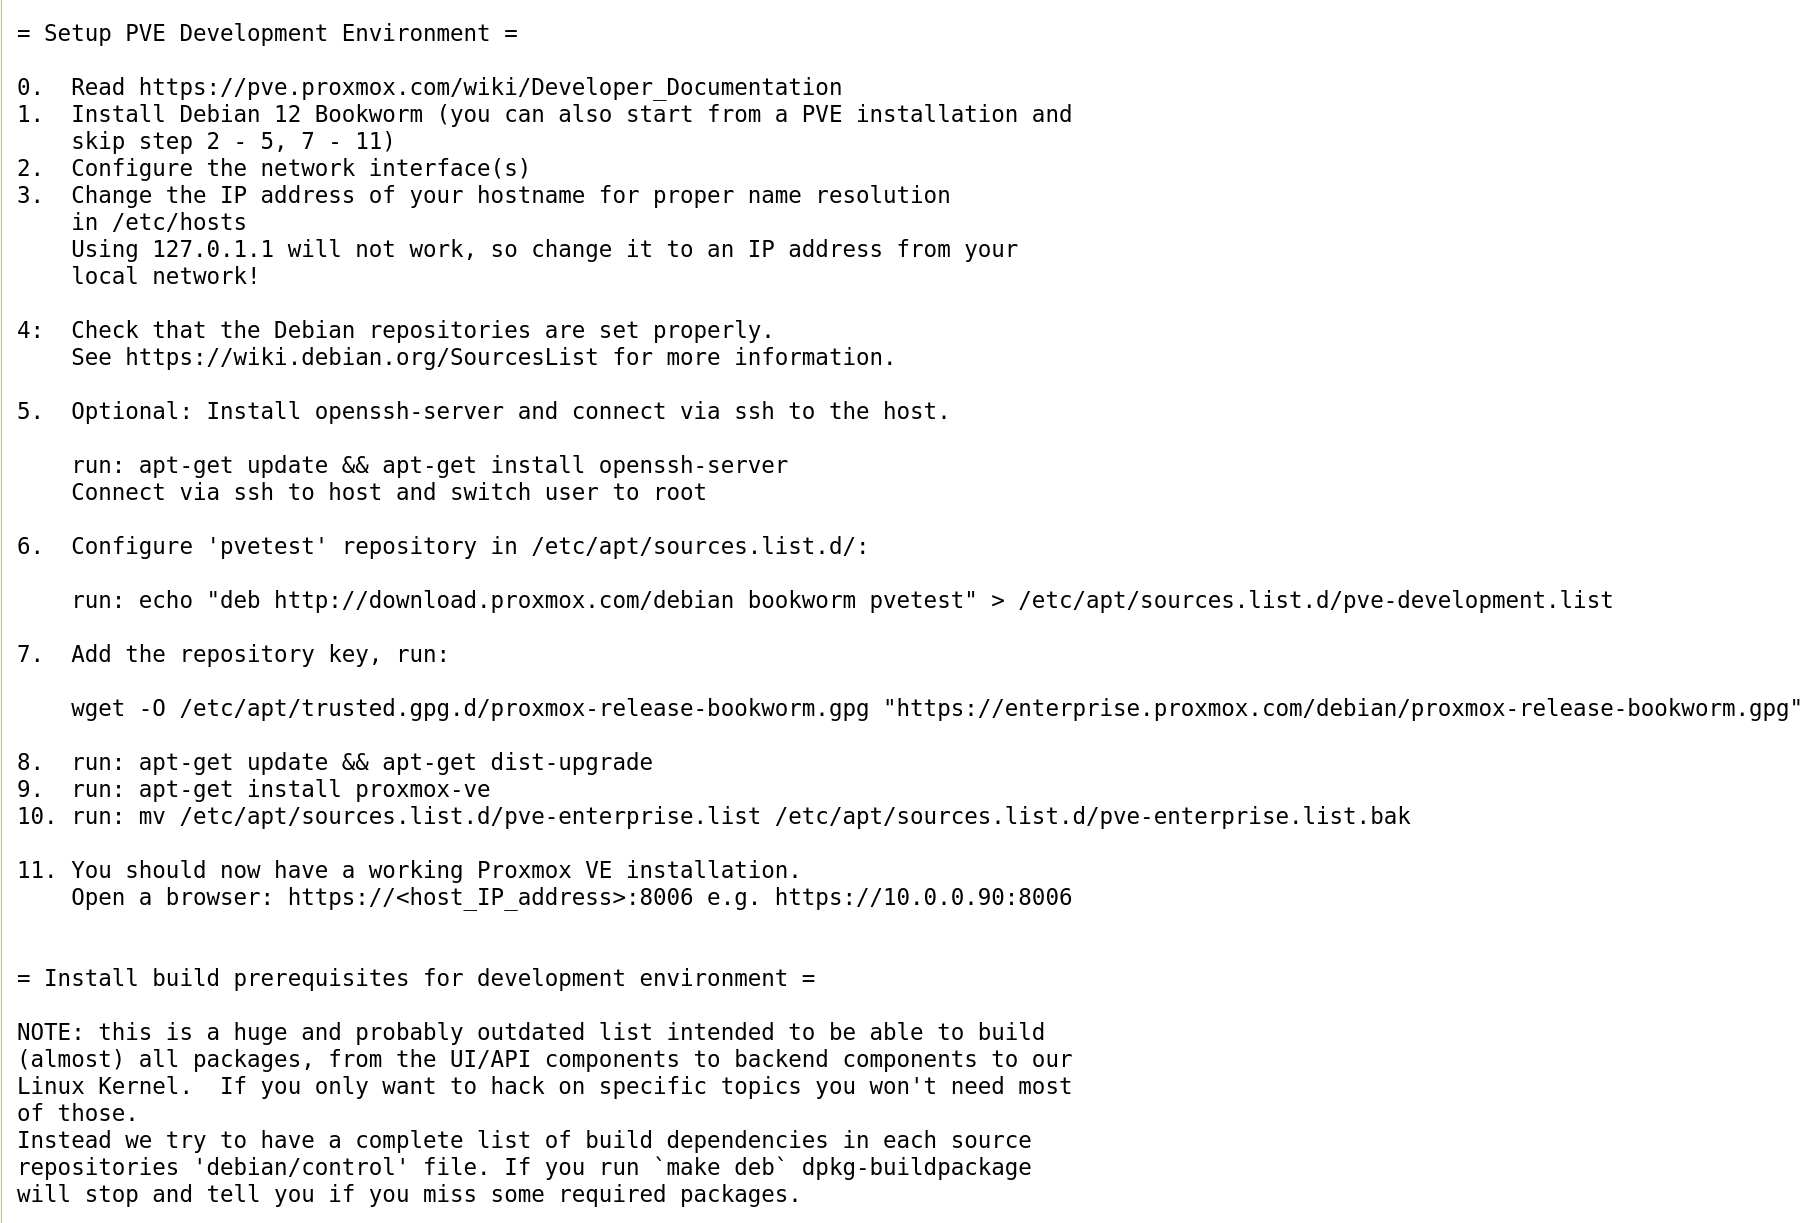 = Setup PVE Development Environment =
0.  Read https://pve.proxmox.com/wiki/Developer_Documentation
1.  Install Debian 12 Bookworm (you can also start from a PVE installation and
    skip step 2 - 5, 7 - 11)
2.  Configure the network interface(s)
3.  Change the IP address of your hostname for proper name resolution
    in /etc/hosts
    Using 127.0.1.1 will not work, so change it to an IP address from your
    local network!
4:  Check that the Debian repositories are set properly.
    See https://wiki.debian.org/SourcesList for more information.
5.  Optional: Install openssh-server and connect via ssh to the host.
    run: apt-get update && apt-get install openssh-server
    Connect via ssh to host and switch user to root
6.  Configure 'pvetest' repository in /etc/apt/sources.list.d/:
    run: echo "deb http://download.proxmox.com/debian bookworm pvetest" > /etc/apt/sources.list.d/pve-development.list
7.  Add the repository key, run:
    wget -O /etc/apt/trusted.gpg.d/proxmox-release-bookworm.gpg "https://enterprise.proxmox.com/debian/proxmox-release-bookworm.gpg"
8.  run: apt-get update && apt-get dist-upgrade
9.  run: apt-get install proxmox-ve
10. run: mv /etc/apt/sources.list.d/pve-enterprise.list /etc/apt/sources.list.d/pve-enterprise.list.bak
11. You should now have a working Proxmox VE installation.
    Open a browser: https://<host_IP_address>:8006 e.g. https://10.0.0.90:8006
= Install build prerequisites for development environment =
NOTE: this is a huge and probably outdated list intended to be able to build
(almost) all packages, from the UI/API components to backend components to our
Linux Kernel.  If you only want to hack on specific topics you won't need most
of those.
Instead we try to have a complete list of build dependencies in each source
repositories 'debian/control' file. If you run `make deb` dpkg-buildpackage
will stop and tell you if you miss some required packages.